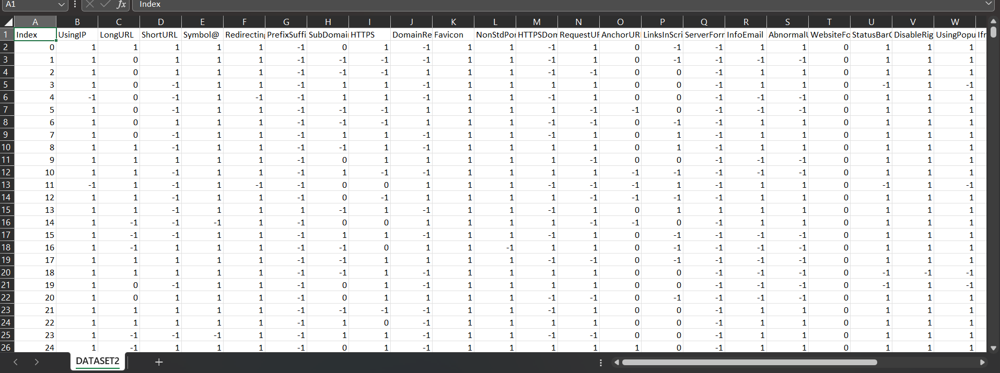 A1 fx Index
A B C D E F G H I J K L M N O P Q R S T U V W
1 Index UsingIP LongURL ShortURL Symbol@ Redirecting PrefixSuffi SubDomai HTTPS DomainRe Favicon NonStdPo HTTPSDom RequestUR AnchorUR LinksInScri ServerForm InfoEmail AbnormalU WebsiteFo StatusBarC DisableRig UsingPopu Ifr
2 0 1 1 1 1 1 -1 0 1 -1 1 1 -1 1 0 -1 -1 1 1 0 1 1 1
3 1 1 0 1 1 1 -1 -1 -1 -1 1 1 -1 1 0 -1 -1 -1 -1 0 1 1 1
4 2 1 0 1 1 1 -1 -1 -1 1 1 1 -1 -1 0 0 -1 1 1 0 1 1 1
5 3 1 0 -1 1 1 -1 1 1 -1 1 1 -1 1 0 0 -1 1 1 0 -1 1 -1
6 4 -1 0 -1 1 -1 -1 1 1 -1 1 1 -1 1 0 0 -1 -1 -1 0 1 1 1
7 5 1 0 -1 1 1 -1 -1 -1 1 1 1 1 -1 -1 0 -1 -1 -1 0 1 1 1
8 6 1 0 1 1 1 -1 -1 -1 1 1 1 -1 -1 0 -1 -1 1 1 0 1 1 1
9 7 1 0 -1 1 1 -1 1 1 -1 1 1 -1 1 0 1 -1 1 1 0 1 1 1
10 8 1 1 -1 1 1 -1 -1 1 -1 1 1 1 1 0 1 -1 1 1 0 1 1 1
11 9 1 1 1 1 1 -1 0 1 1 1 1 1 -1 0 0 -1 -1 -1 0 1 1 1
12 10 1 1 -1 1 1 -1 1 -1 -1 1 1 1 1 -1 -1 -1 -1 -1 0 1 1 1
13 11 -1 1 -1 1 -1 -1 0 0 1 1 1 -1 -1 -1 1 -1 1 1 0 -1 1 -1
14 12 1 1 -1 1 1 -1 0 -1 1 1 1 1 -1 -1 -1 -1 1 1 0 1 1 1
15 13 1 1 -1 1 1 1 -1 1 -1 1 1 -1 1 0 1 1 1 1 0 1 1 1
16 14 1 -1 -1 -1 1 -1 0 0 1 1 1 1 -1 -1 0 -1 1 1 0 1 1 1
17 15 1 -1 -1 1 1 -1 1 1 -1 1 1 -1 1 0 -1 -1 -1 -1 0 1 1 1
18 16 1 -1 1 1 1 -1 -1 0 1 1 -1 1 1 0 -1 -1 -1 -1 0 1 1 1
19 17 1 1 1 1 1 -1 -1 1 1 1 1 -1 -1 0 -1 -1 -1 -1 0 1 1 1
20 18 1 1 1 1 1 -1 -1 1 -1 1 1 1 1 0 0 -1 -1 -1 0 -1 -1 -1
21 19 1 0 -1 1 1 -1 0 1 -1 1 1 1 1 0 0 -1 -1 -1 0 -1 1 -1
22 20 1 0 1 1 1 -1 0 1 1 1 1 -1 -1 0 -1 -1 -1 -1 0 1 1 1
23 21 1 1 1 1 1 -1 -1 -1 -1 1 1 -1 1 0 0 -1 1 1 0 1 1 1
24 22 1 1 1 1 1 -1 1 0 -1 1 1 1 1 0 0 -1 1 1 0 1 1 1
25 23 1 -1 -1 -1 1 -1 1 1 -1 1 1 -1 -1 0 0 -1 1 1 0 1 1 1
26 24 1 -1 1 1 1 -1 0 1 -1 1 1 1 1 1 0 -1 1 1 0 1 1 1
DATASET2